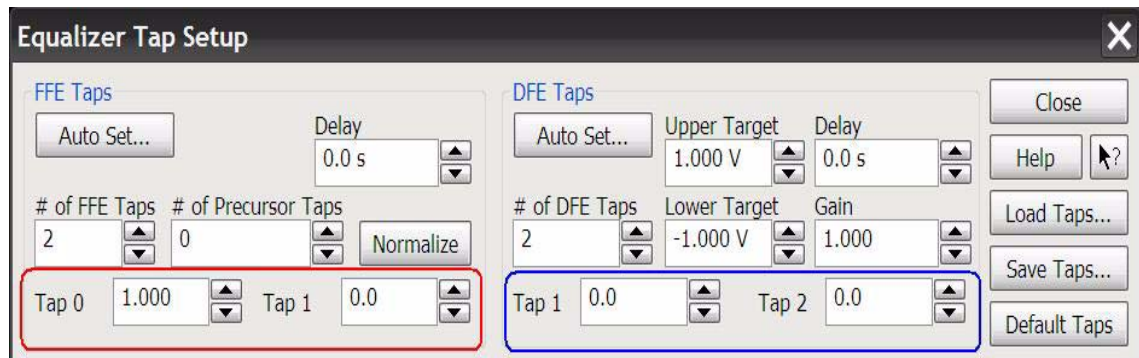 Equalizer Tap Setup
X
FFE Taps
Auto Set...
Delay
0.0 s
# of FFE Taps
2
# of Precursor Taps
0
Normalize
Tap 0
1.000
Tap 1
0.0
DFE Taps
Auto Set...
Upper Target
1.000 V
Delay
0.0 s
# of DFE Taps
2
Lower Target
-1.000 V
Gain
1.000
Tap 1
0.0
Tap 2
0.0
Close
Help
?
Load Taps...
Save Taps...
Default Taps